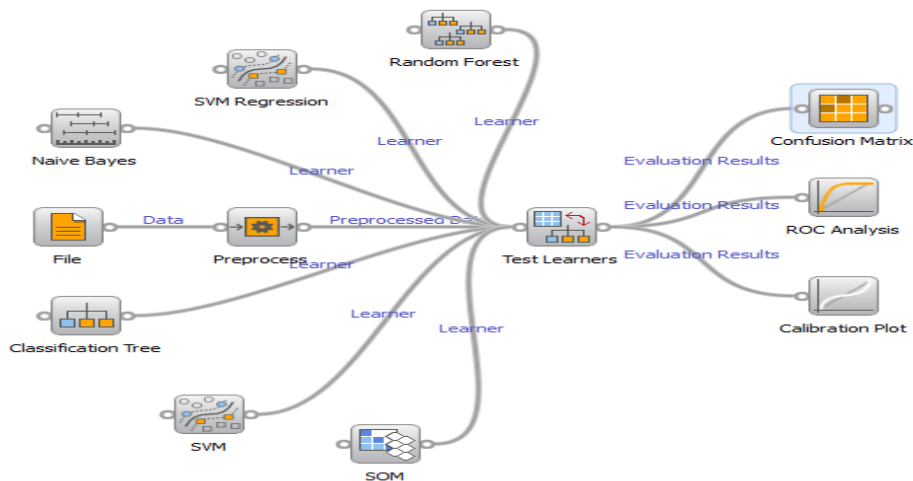 Random Forest
SVM Regression
Learner
Learner
Confusion Matrix
Naive Bayes
Learner
Evaluation Results
Data
Preprocessed Data
Evaluation Results
ROC Analysis
File
Preprocess
Learner
Test Learners
Evaluation Results
Learner
Learner
Calibration Plot
Classification Tree
SVM
SOM